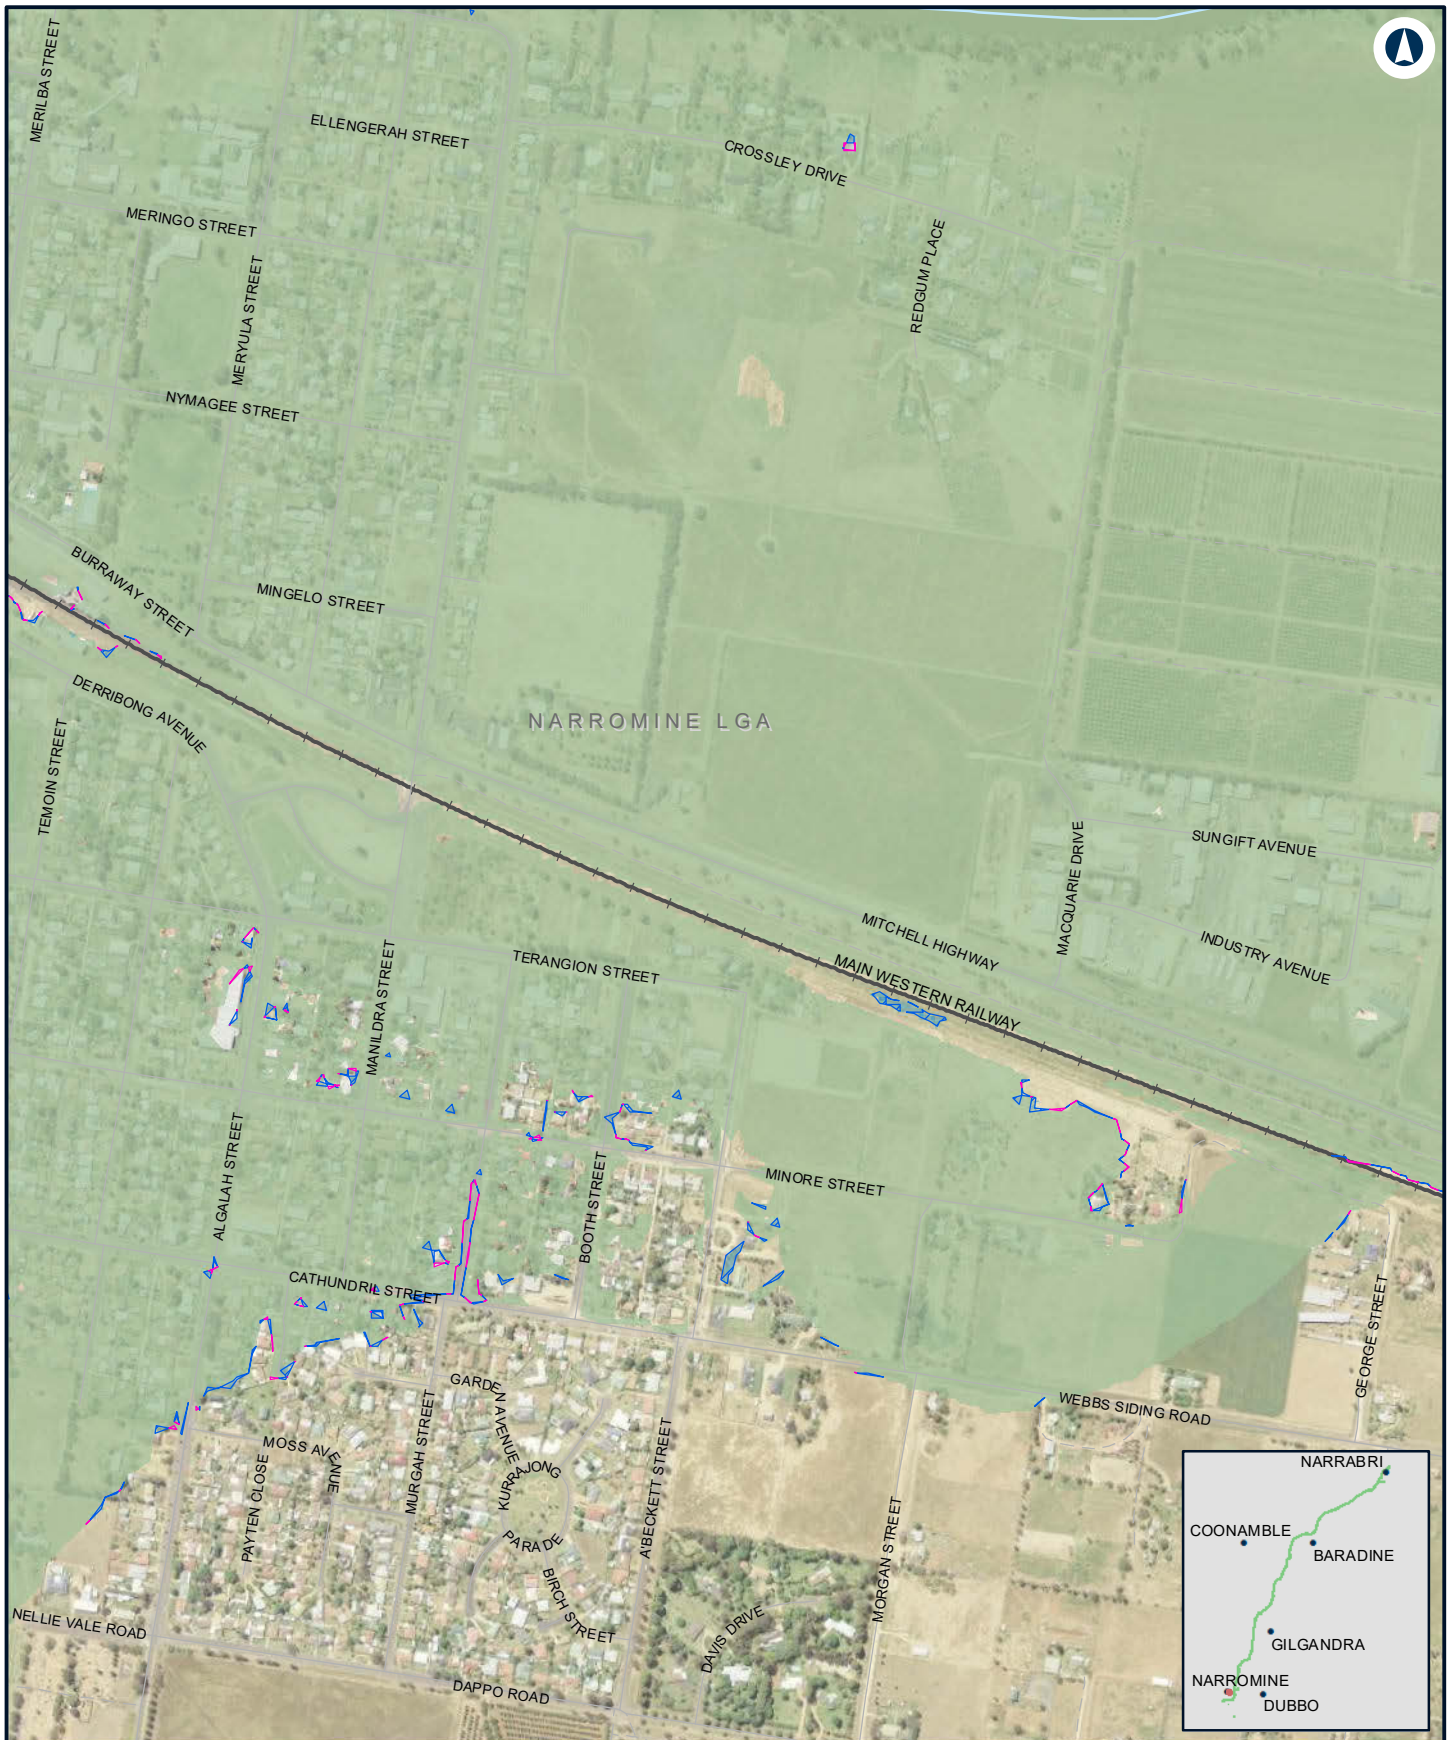 MERILBA STREET
ELLENGERAH STREET
CROSSLEY DRIVE
MERINGO STREET
REDGUM PLACE
MERYULA STREET
NYMAGEE STREET
BURRAWAY STREET
MINGELO STREET
DERRIBONG AVENUE
NARROMINE LGA
TEMOIN STREET
SUNGIFT AVENUE
MACQUARIE DRIVE
MITCHELL HIGHWAY
INDUSTRY AVENUE
MAIN WESTERN RAILWAY
TERANGION STREET
MANILDRA STREET
ALGALAH STREET
MINORE STREET
BOOTH STREET
CATHUNDRIL STREET
GEORGE STREET
GARDEN AVENUE
WEBBS SIDING ROAD
MURGAH STREET
MOSS AVENUE
KURRAJONG
PARADE
PAYTEN CLOSE
A'BECKETT STREET
MORGAN STREET
BIRCH STREET
DAVIS DRIVE
NELLIE VALE ROAD
DAPPO ROAD
NARRABRI
COONAMBLE
BARADINE
GILGANDRA
NARROMINE
DUBBO